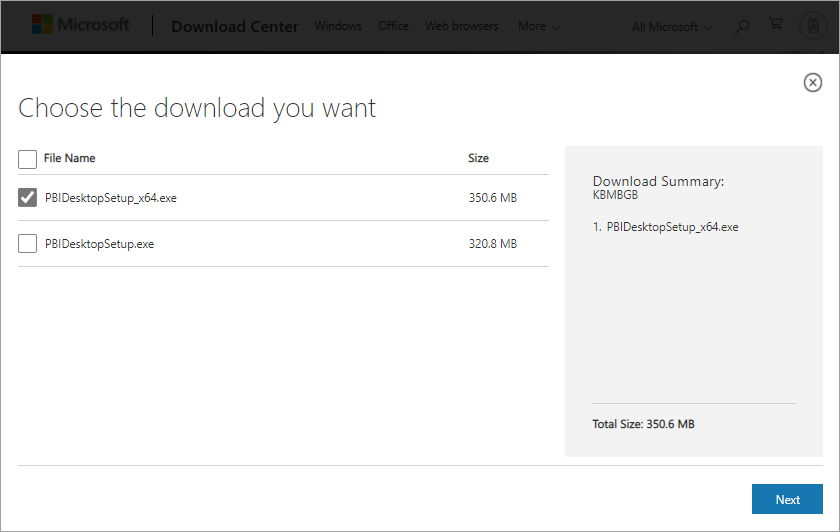 Microsoft Download Center Windows Office Web browsers More All Microsoft
Choose the download you want
File Name Size
PBIDesktopSetup_x64.exe 350.6 MB
PBIDesktopSetup.exe 320.8 MB
Download Summary:
KBMBGB
1. PBIDesktopSetup_x64.exe
Total Size: 350.6 MB
Next